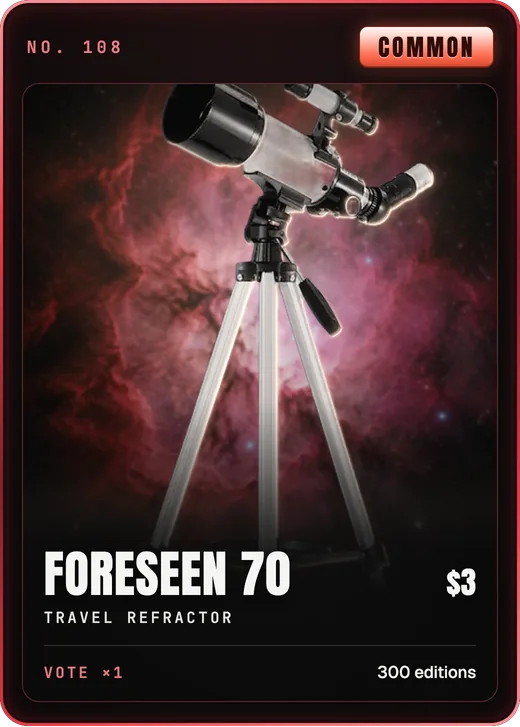 NO. 108
COMMON
FORESEEN 70
$3
TRAVEL REFRACTOR
VOTE ×1
300 editions